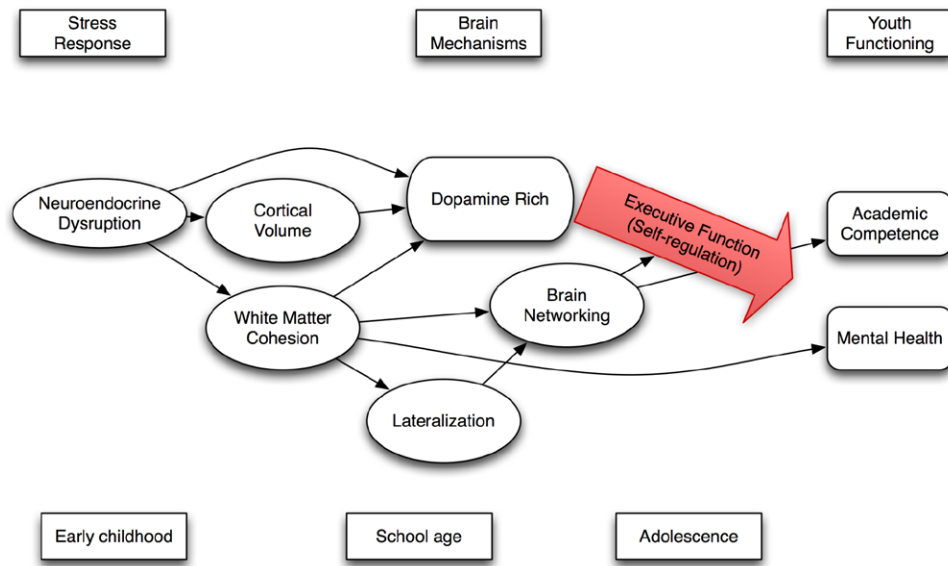 Stress
Response
Brain
Mechanisms
Youth
Functioning
Neuroendocrine
Dysruption
Cortical
Volume
Dopamine Rich
Executive Function
(Self-regulation)
Academic
Competence
White Matter
Cohesion
Brain
Networking
Mental Health
Lateralization
Early childhood
School age
Adolescence